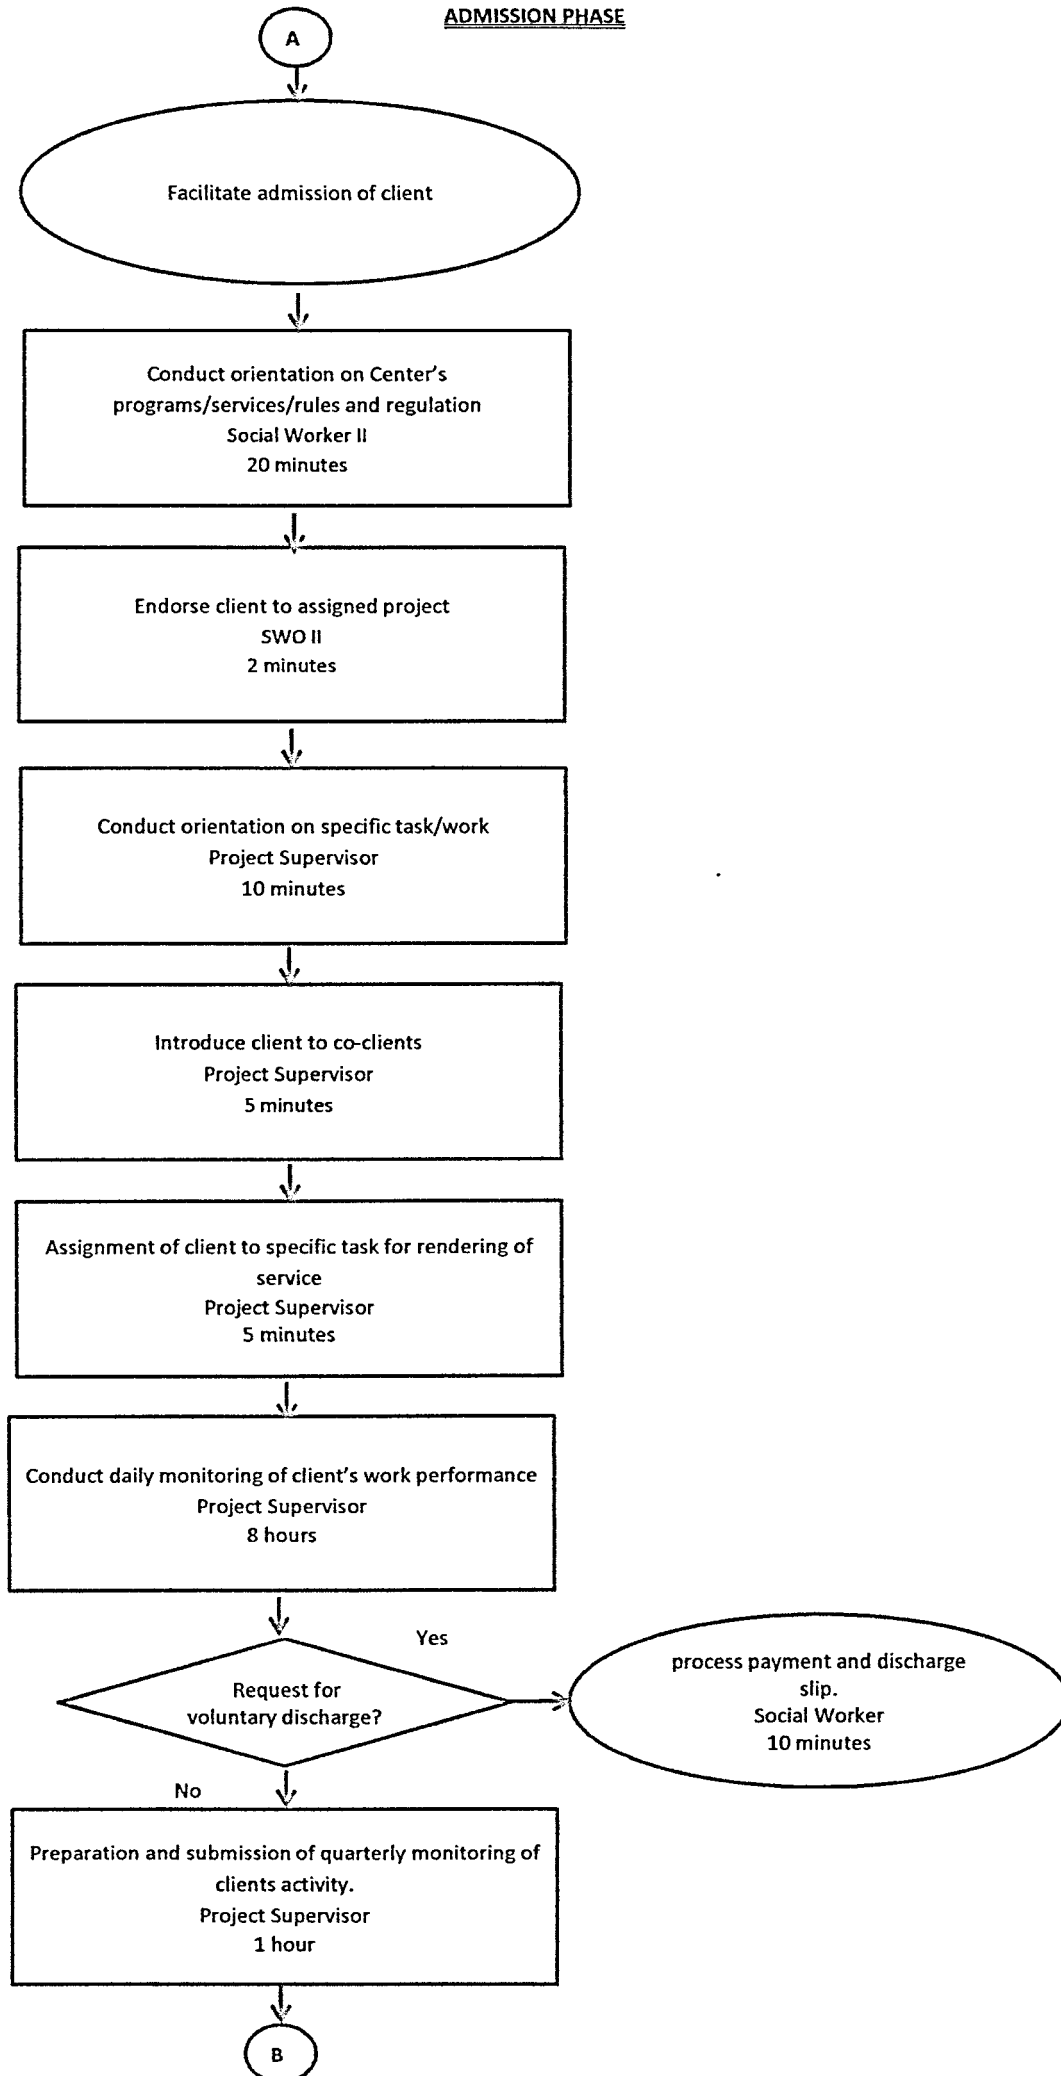 ADMISSION PHASE
A
Facilitate admission of client
Conduct orientation on Center's
programs/services/rules and regulation
Social Worker II
20 minutes
Endorse client to assigned project
SWO II
2 minutes
Conduct orientation on specific task/work
Project Supervisor
10 minutes
Introduce client to co-clients
Project Supervisor
5 minutes
Assignment of client to specific task for rendering of
service
Project Supervisor
5 minutes
Conduct daily monitoring of client's work performance
Project Supervisor
8 hours
Yes
Request for
voluntary discharge?
process payment and discharge
slip.
Social Worker
10 minutes
No
Preparation and submission of quarterly monitoring of
clients activity.
Project Supervisor
1 hour
B